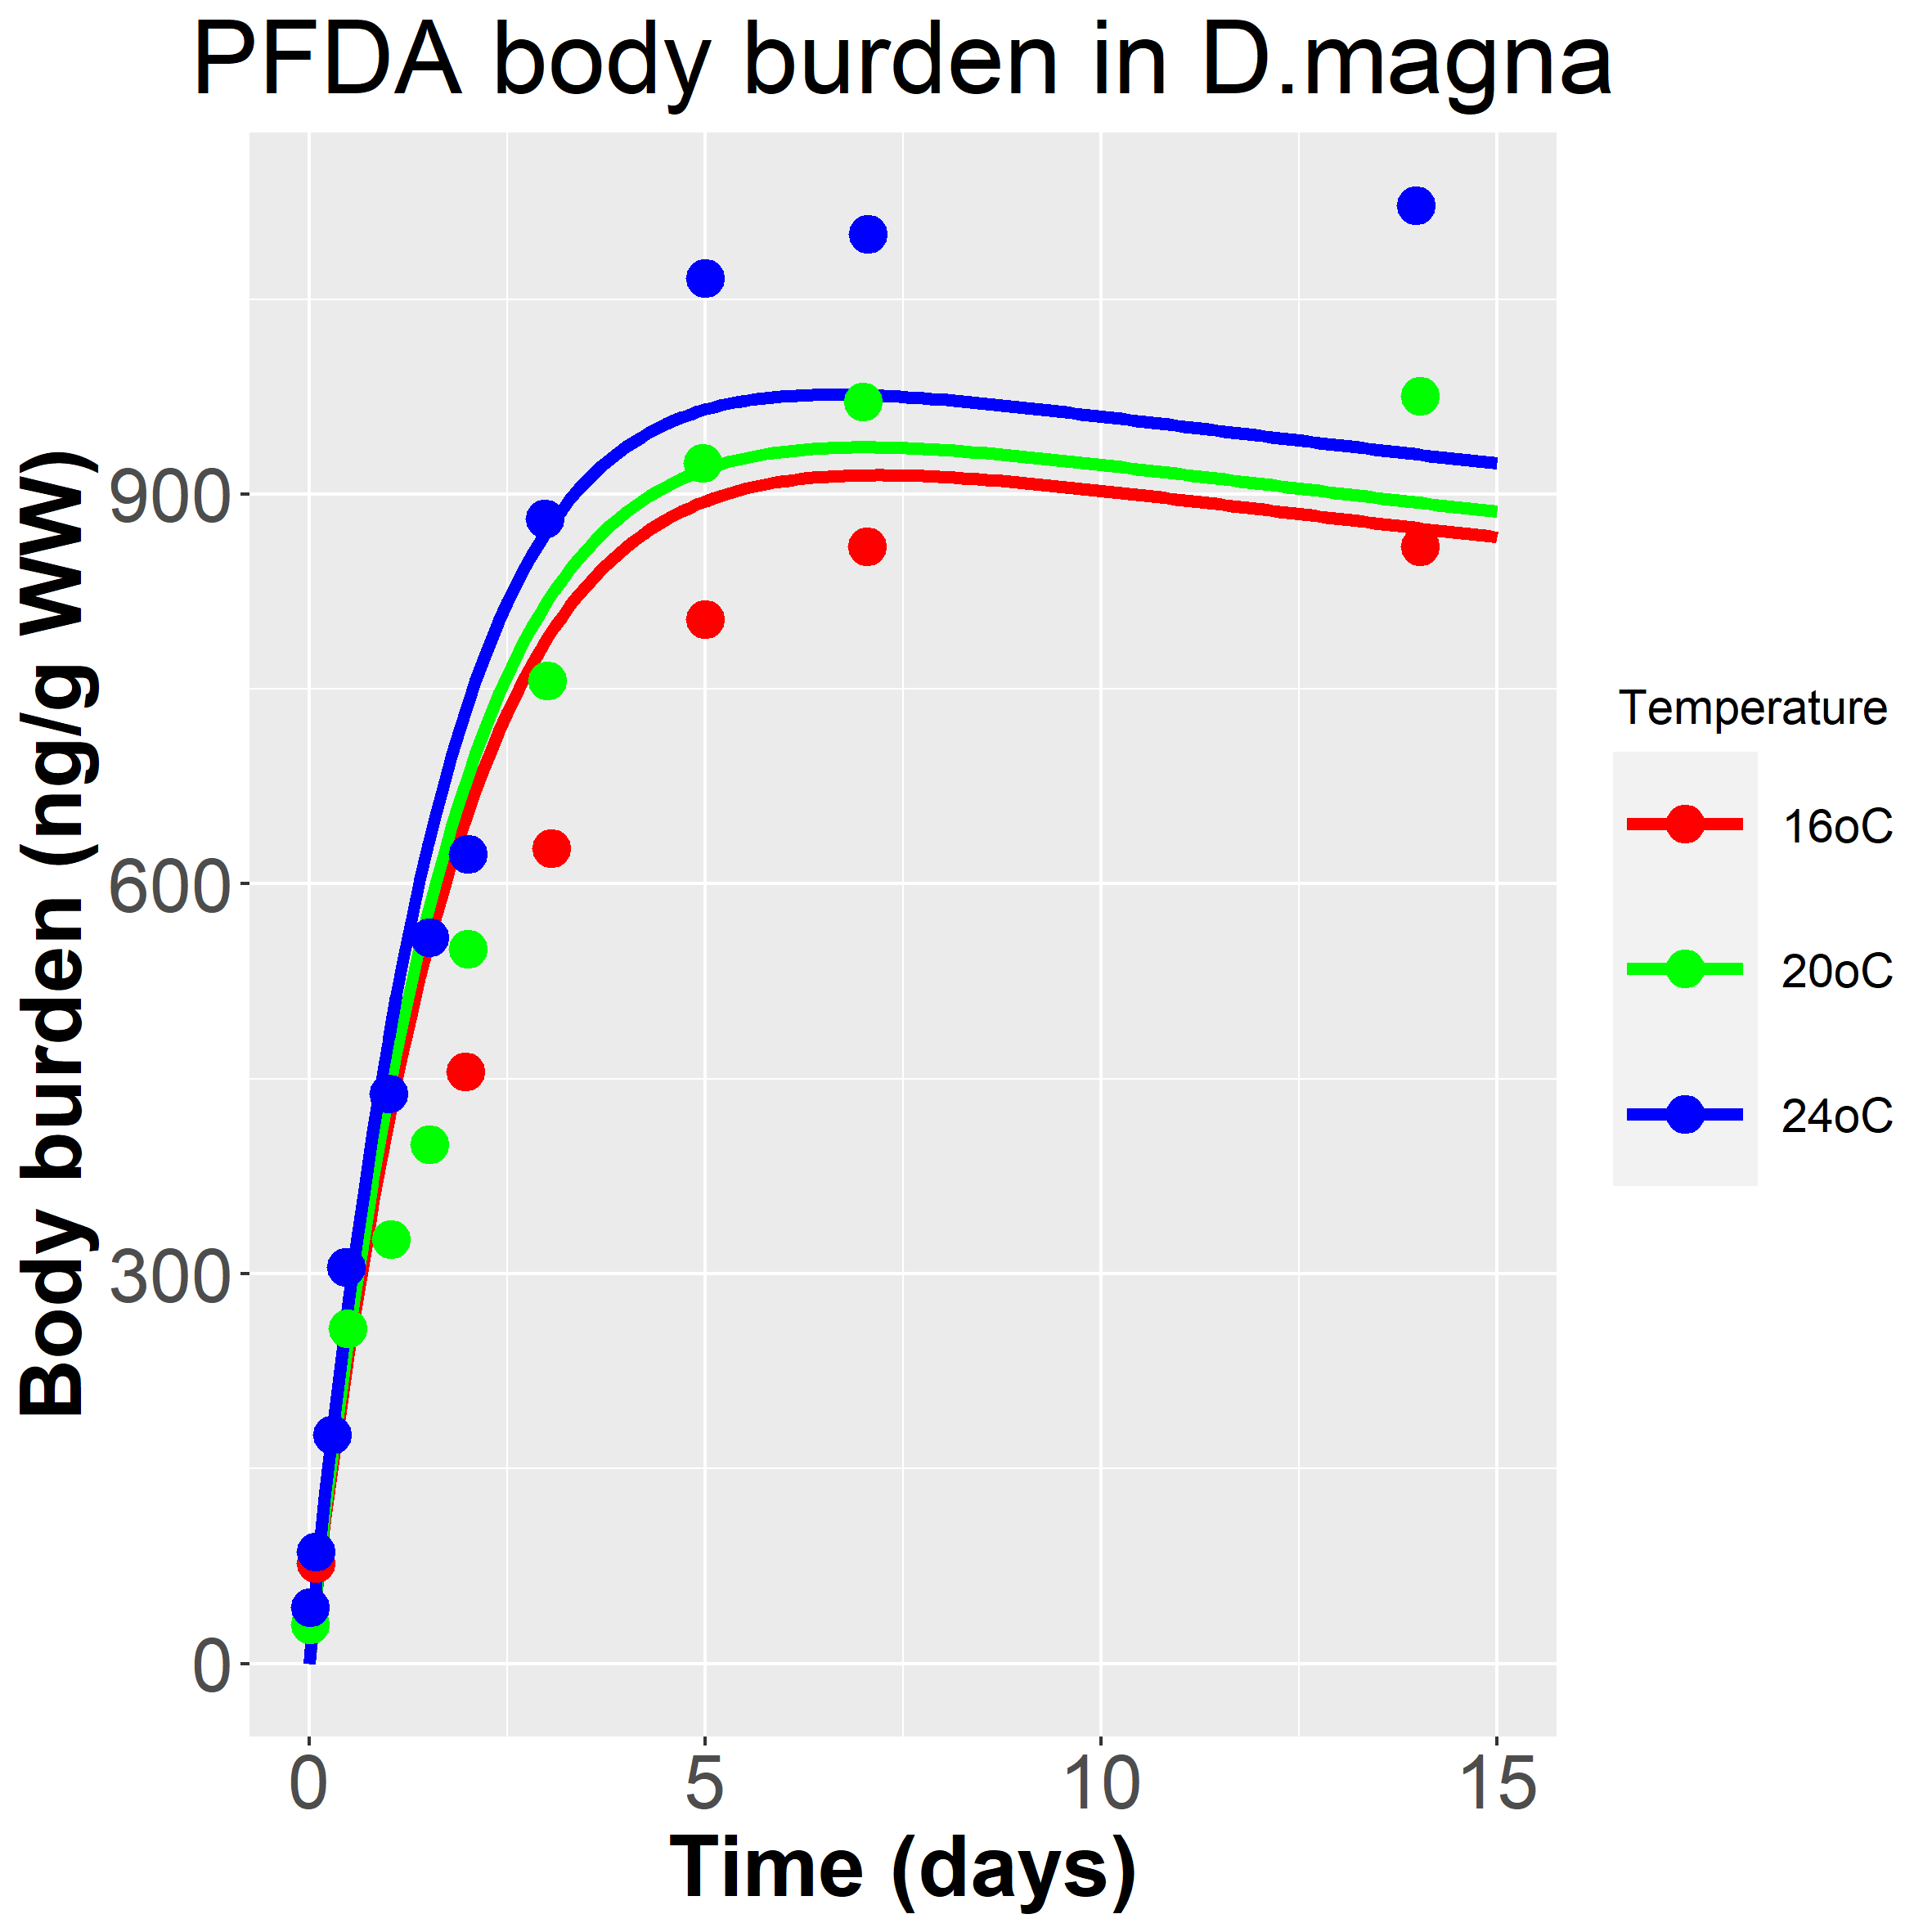 PFDA body burden in D.magna
Body burden (ng/g WW)
900
600
300
0
0 5 10 15
Time (days)
Temperature
16oC
20oC
24oC